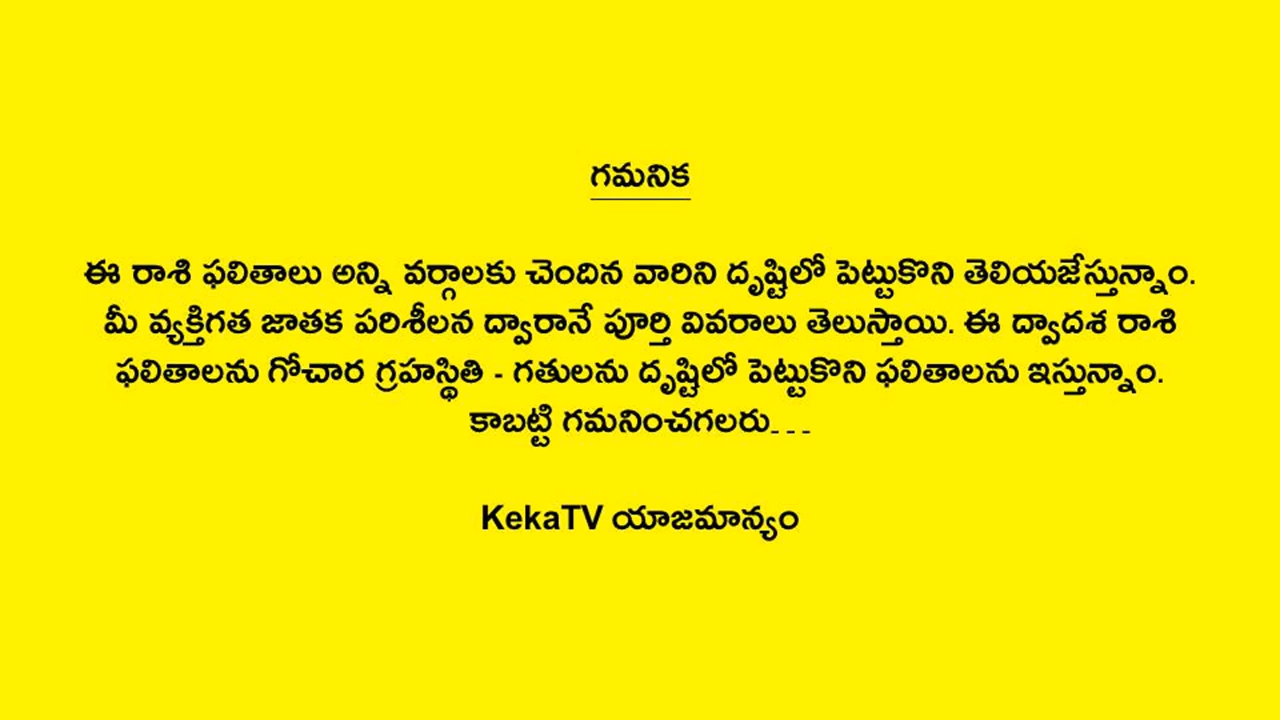 గమనిక
ఈ రాశి ఫలితాలు అన్ని వర్గాలకు చెందిన వారిని దృష్టిలో పెట్టుకొని తెలియజేస్తున్నాం.
మీ వ్యక్తిగత జాతక పరిశీలన ద్వారానే పూర్తి వివరాలు తెలుస్తాయి. ఈ ద్వాదశ రాశి
ఫలితాలను గోచార గ్రహస్థితి - గతులను దృష్టిలో పెట్టుకొని ఫలితాలను ఇస్తున్నాం.
కాబట్టి గమనించగలరు...
KekaTV యాజమాన్యం